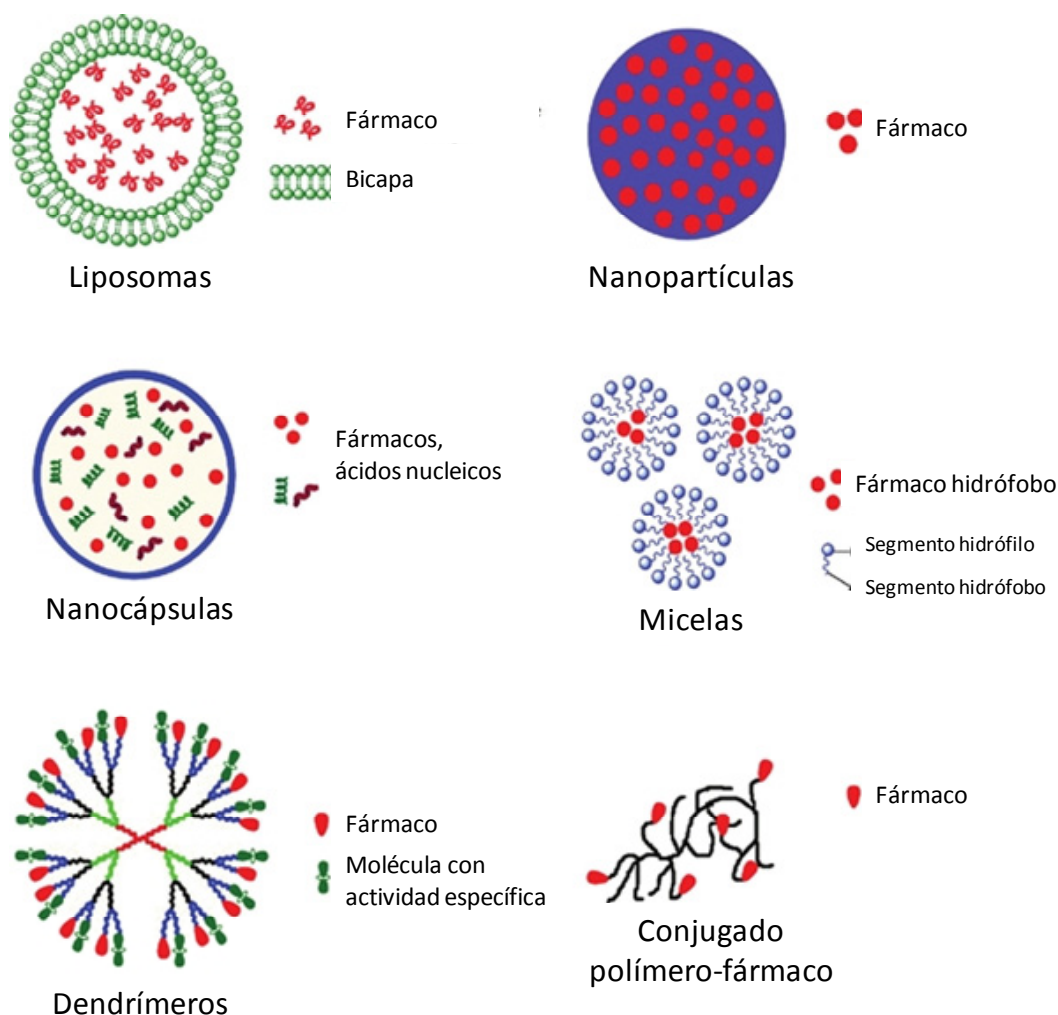 Fármaco
Bicapa
Liposomas
Fármaco
Nanopartículas
Fármacos,
ácidos nucleicos
Nanocápsulas
Fármaco hidrófobo
Segmento hidrófilo
Segmento hidrófobo
Micelas
Fármaco
Molécula con
actividad específica
Dendrímeros
Fármaco
Conjugado
polímero-fármaco